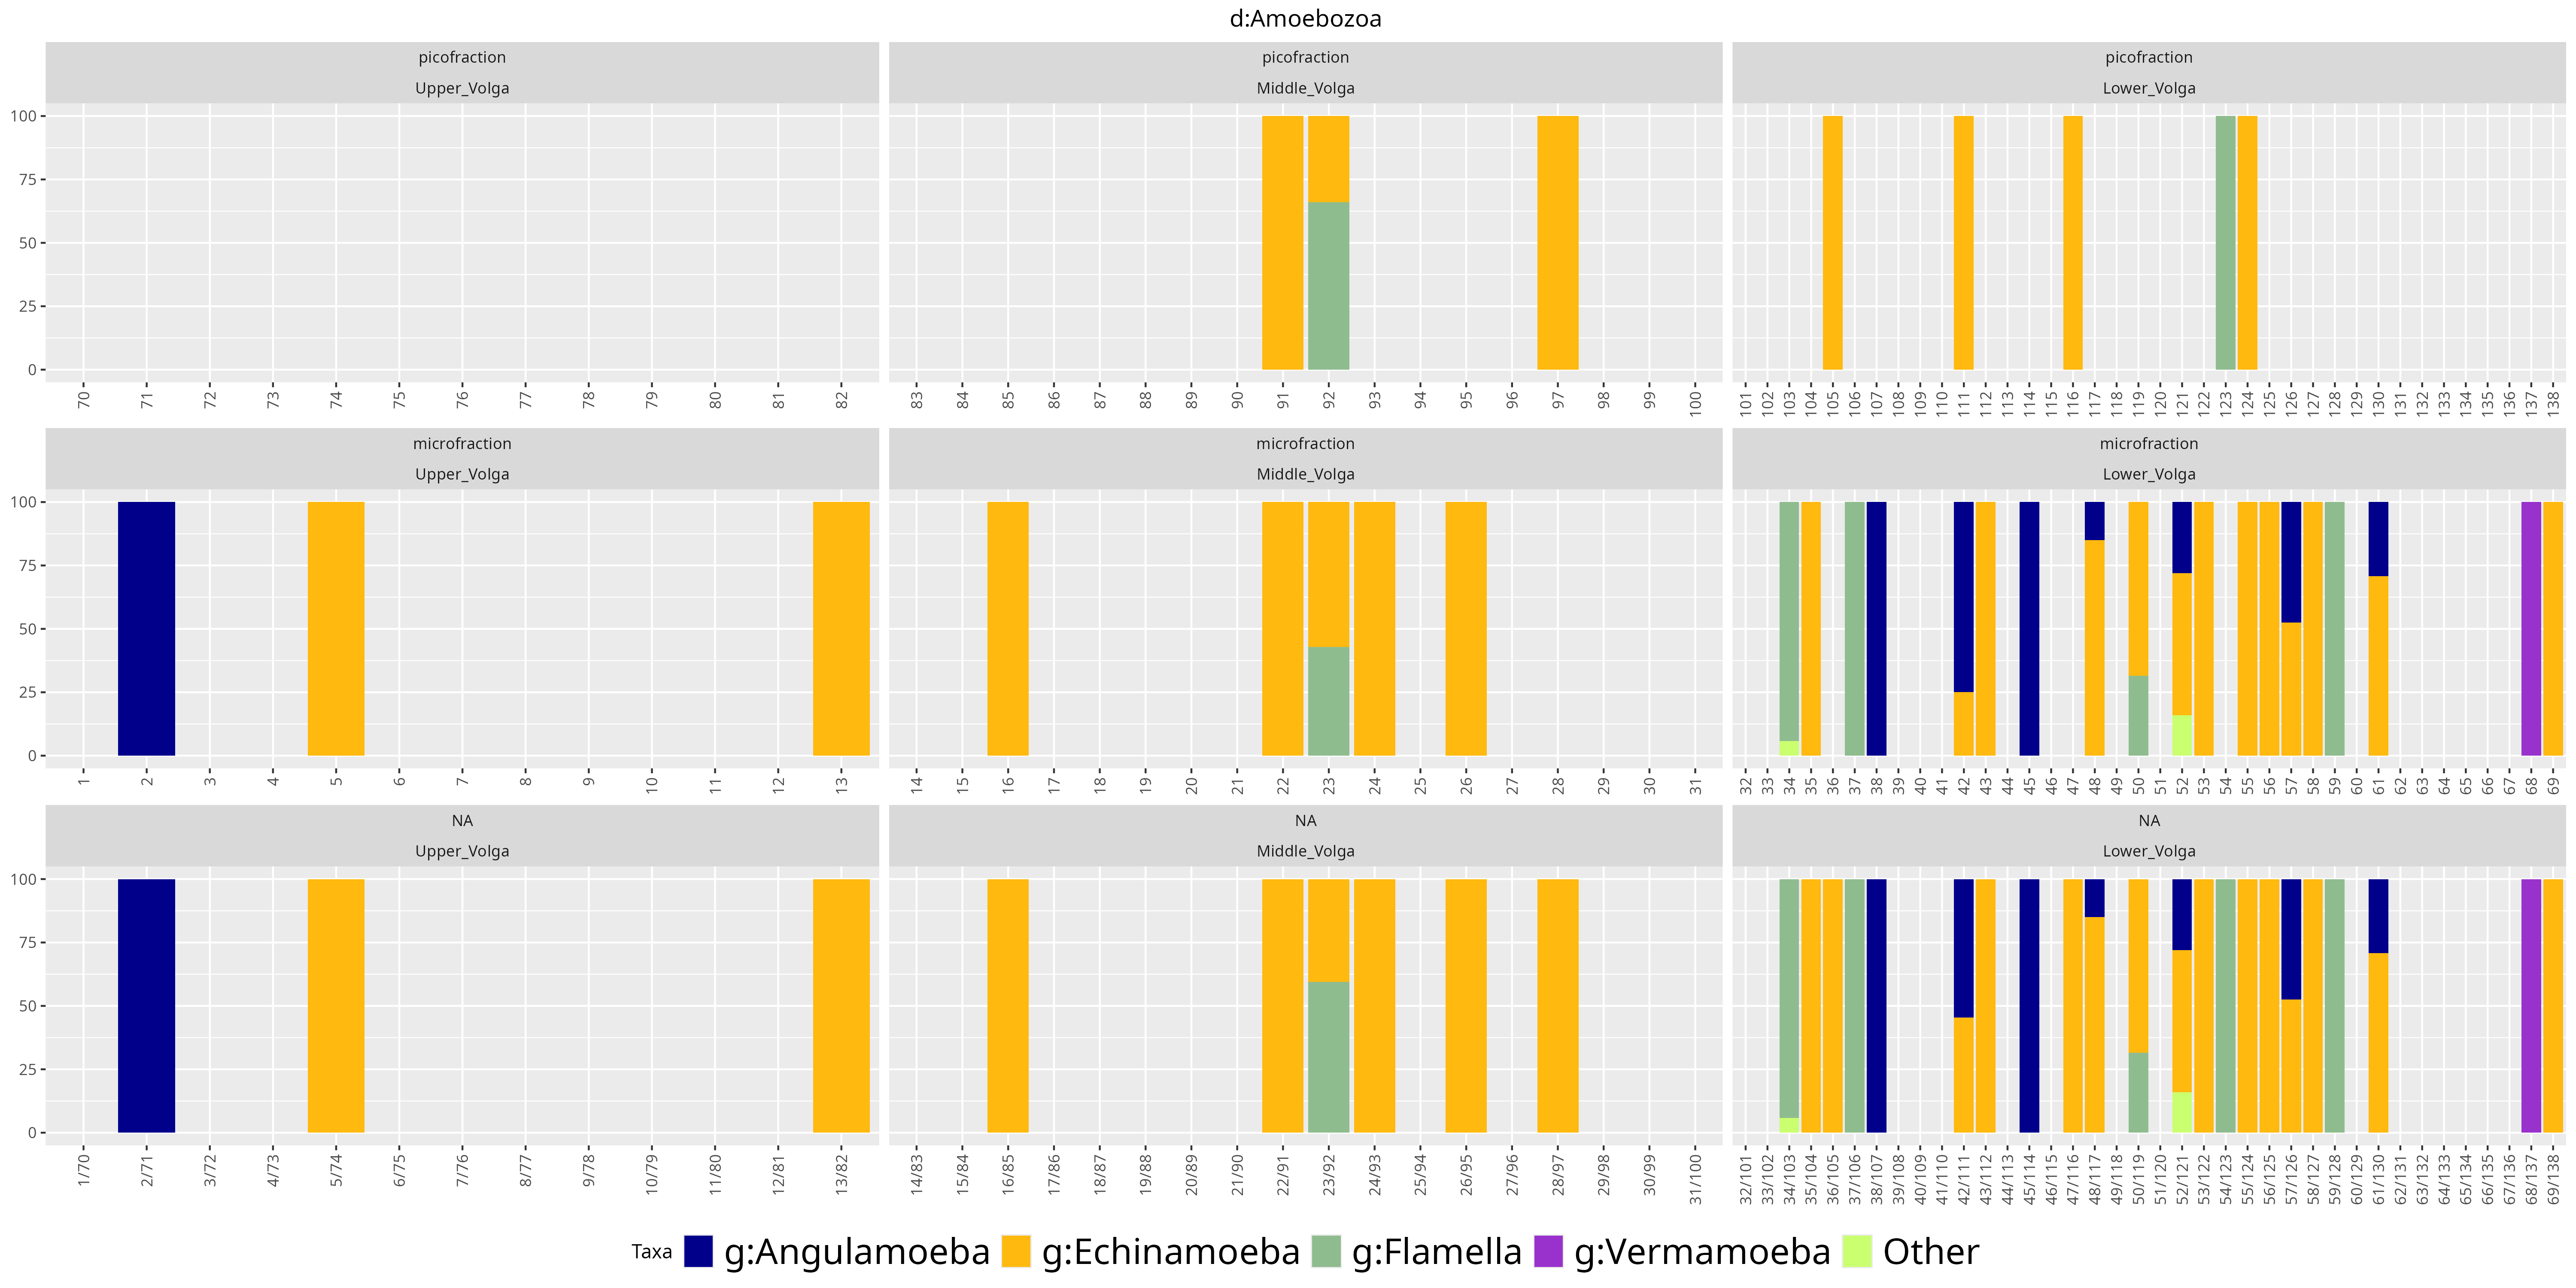 d:Amoebozoa
picofraction picofraction picofraction
Upper_Volga Middle_Volga Lower_Volga
100
75
50
25
0
70 71 72 73 74 75 76 77 78 79 80 81 82 83 84 85 86 87 88 89 90 91 92 93 94 95 96 97 98 99 100 101 102 103 104 105 106 107 108 109 110 111 112 113 114 115 116 117 118 119 120 121 122 123 124 125 126 127 128 129 130 131 132 133 134 135 136 137 138
microfraction microfraction microfraction
Upper_Volga Middle_Volga Lower_Volga
100
75
50
25
0
1 2 3 4 5 6 7 8 9 10 11 12 13 14 15 16 17 18 19 20 21 22 23 24 25 26 27 28 29 30 31 32 33 34 35 36 37 38 39 40 41 42 43 44 45 46 47 48 49 50 51 52 53 54 55 56 57 58 59 60 61 62 63 64 65 66 67 68 69
NA NA NA
Upper_Volga Middle_Volga Lower_Volga
100
75
50
25
0
1/70 2/71 3/72 4/73 5/74 6/75 7/76 8/77 9/78 10/79 11/80 12/81 13/82 14/83 15/84 16/85 17/86 18/87 19/88 20/89 21/90 22/91 23/92 24/93 25/94 26/95 27/96 28/97 29/98 30/99 31/100 32/101 33/102 34/103 35/104 36/105 37/106 38/107 39/108 40/109 41/110 42/111 43/112 44/113 45/114 46/115 47/116 48/117 49/118 50/119 51/120 52/121 53/122 54/123 55/124 56/125 57/126 58/127 59/128 60/129 61/130 62/131 63/132 64/133 65/134 66/135 67/136 68/137 69/138
Taxa g:Angulamoeba g:Echinamoeba g:Flamella g:Vermamoeba Other